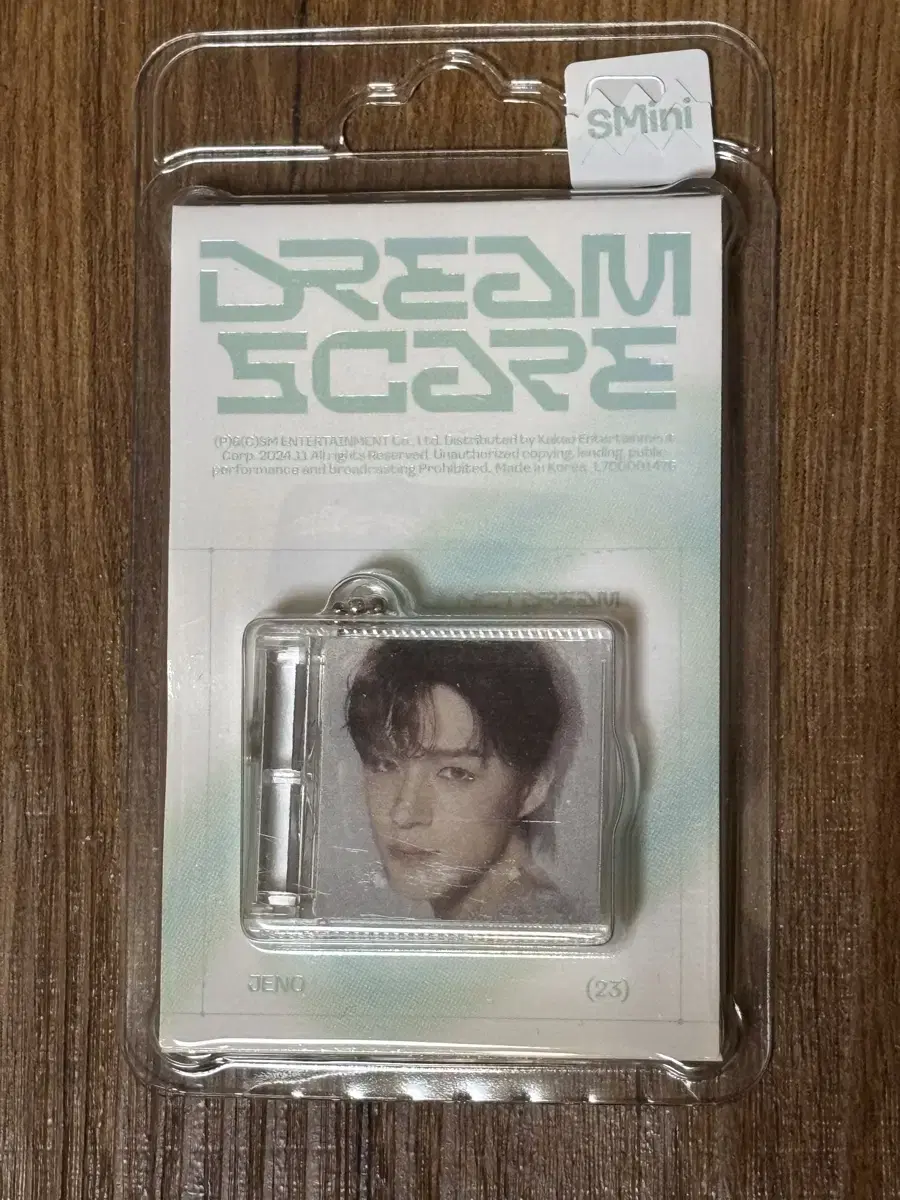 SMini
DREAM
SCAPE
(P)&(C)SM ENTERTAINMENT Co., Ltd. Distributed by Kakao Entertainment
Corp. 2024.11 All rights Reserved. Unauthorized copying, lending, public
performance and broadcasting Prohibited. Made in Korea. L700001476
NCT DREAM
JENO
(23)